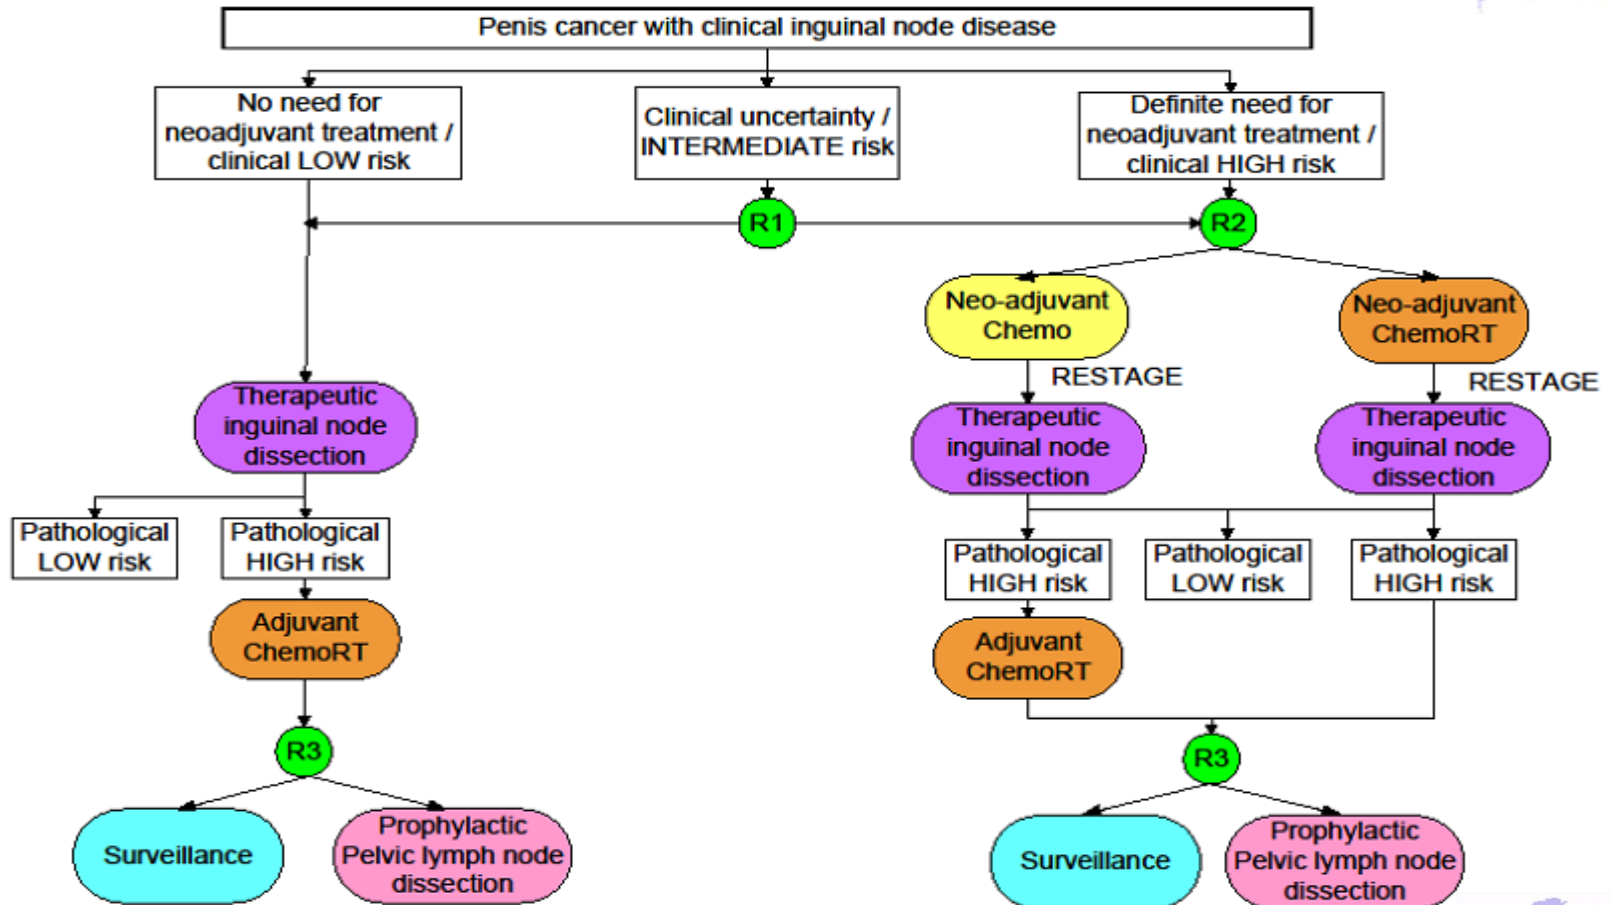 Penis cancer with clinical inguinal node disease
No need for
neoadjuvant treatment /
clinical LOW risk
Clinical uncertainty /
INTERMEDIATE risk
Definite need for
neoadjuvant treatment /
clinical HIGH risk
R1
R2
Neo-adjuvant
Chemo
Neo-adjuvant
ChemoRT
RESTAGE
RESTAGE
Therapeutic
inguinal node
dissection
Therapeutic
inguinal node
dissection
Therapeutic
inguinal node
dissection
Pathological
LOW risk
Pathological
HIGH risk
Pathological
HIGH risk
Pathological
LOW risk
Pathological
HIGH risk
Adjuvant
ChemoRT
Adjuvant
ChemoRT
R3
R3
Surveillance
Prophylactic
Pelvic lymph node
dissection
Surveillance
Prophylactic
Pelvic lymph node
dissection